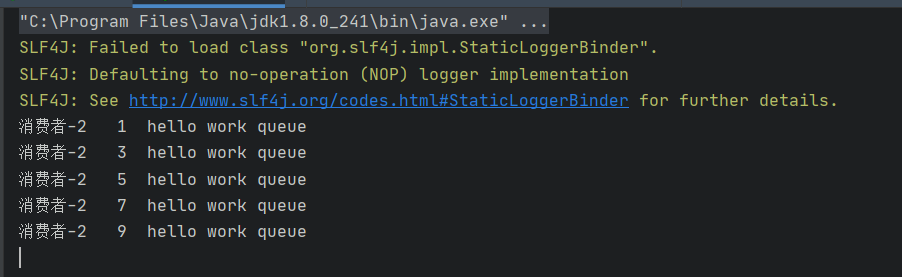 "C:\Program Files\Java\jdk1.8.0_241\bin\java.exe" ...
SLF4J: Failed to load class "org.slf4j.impl.StaticLoggerBinder".
SLF4J: Defaulting to no-operation (NOP) logger implementation
SLF4J: See http://www.slf4j.org/codes.html#StaticLoggerBinder for further details.
消费者-2   1  hello work queue
消费者-2   3  hello work queue
消费者-2   5  hello work queue
消费者-2   7  hello work queue
消费者-2   9  hello work queue